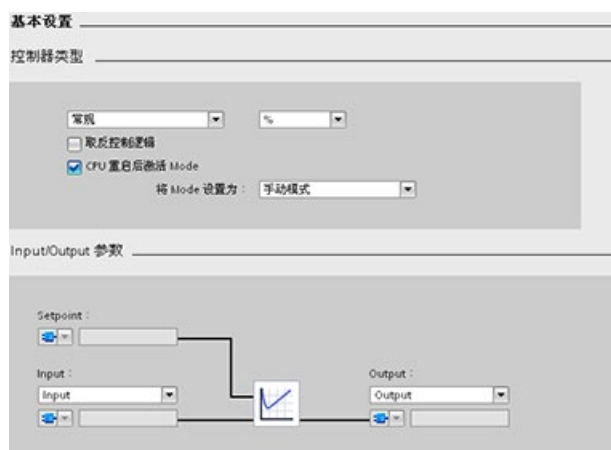 基本设置
控制器类型
常规 %
取反控制逻辑
CPU 重启后激活 Mode
将 Mode 设置为： 手动模式
Input/Output 参数
Setpoint：
Input： Output：
Input Output